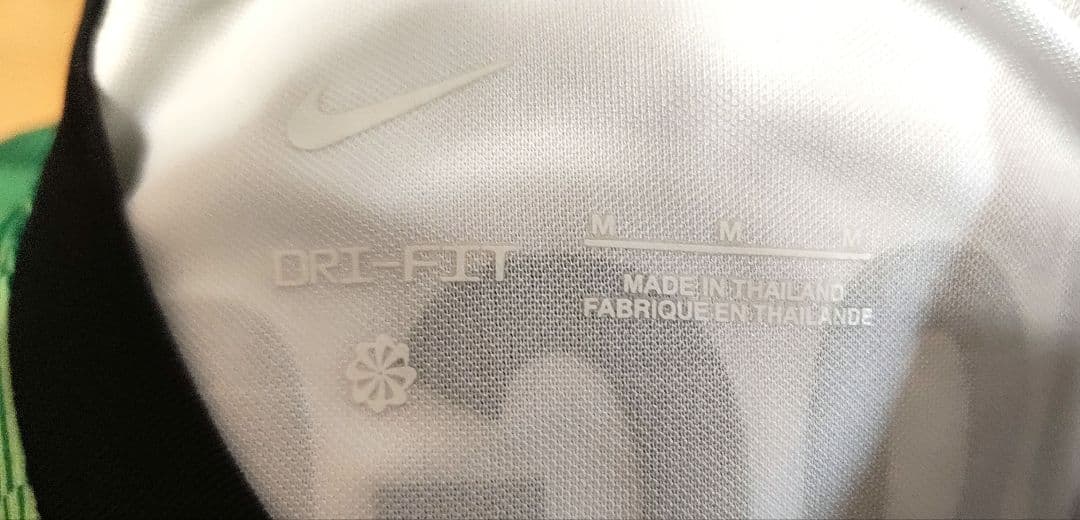 DRI-FIT
M M M
MADE IN THAILAND
FABRIQUE EN THAILANDE